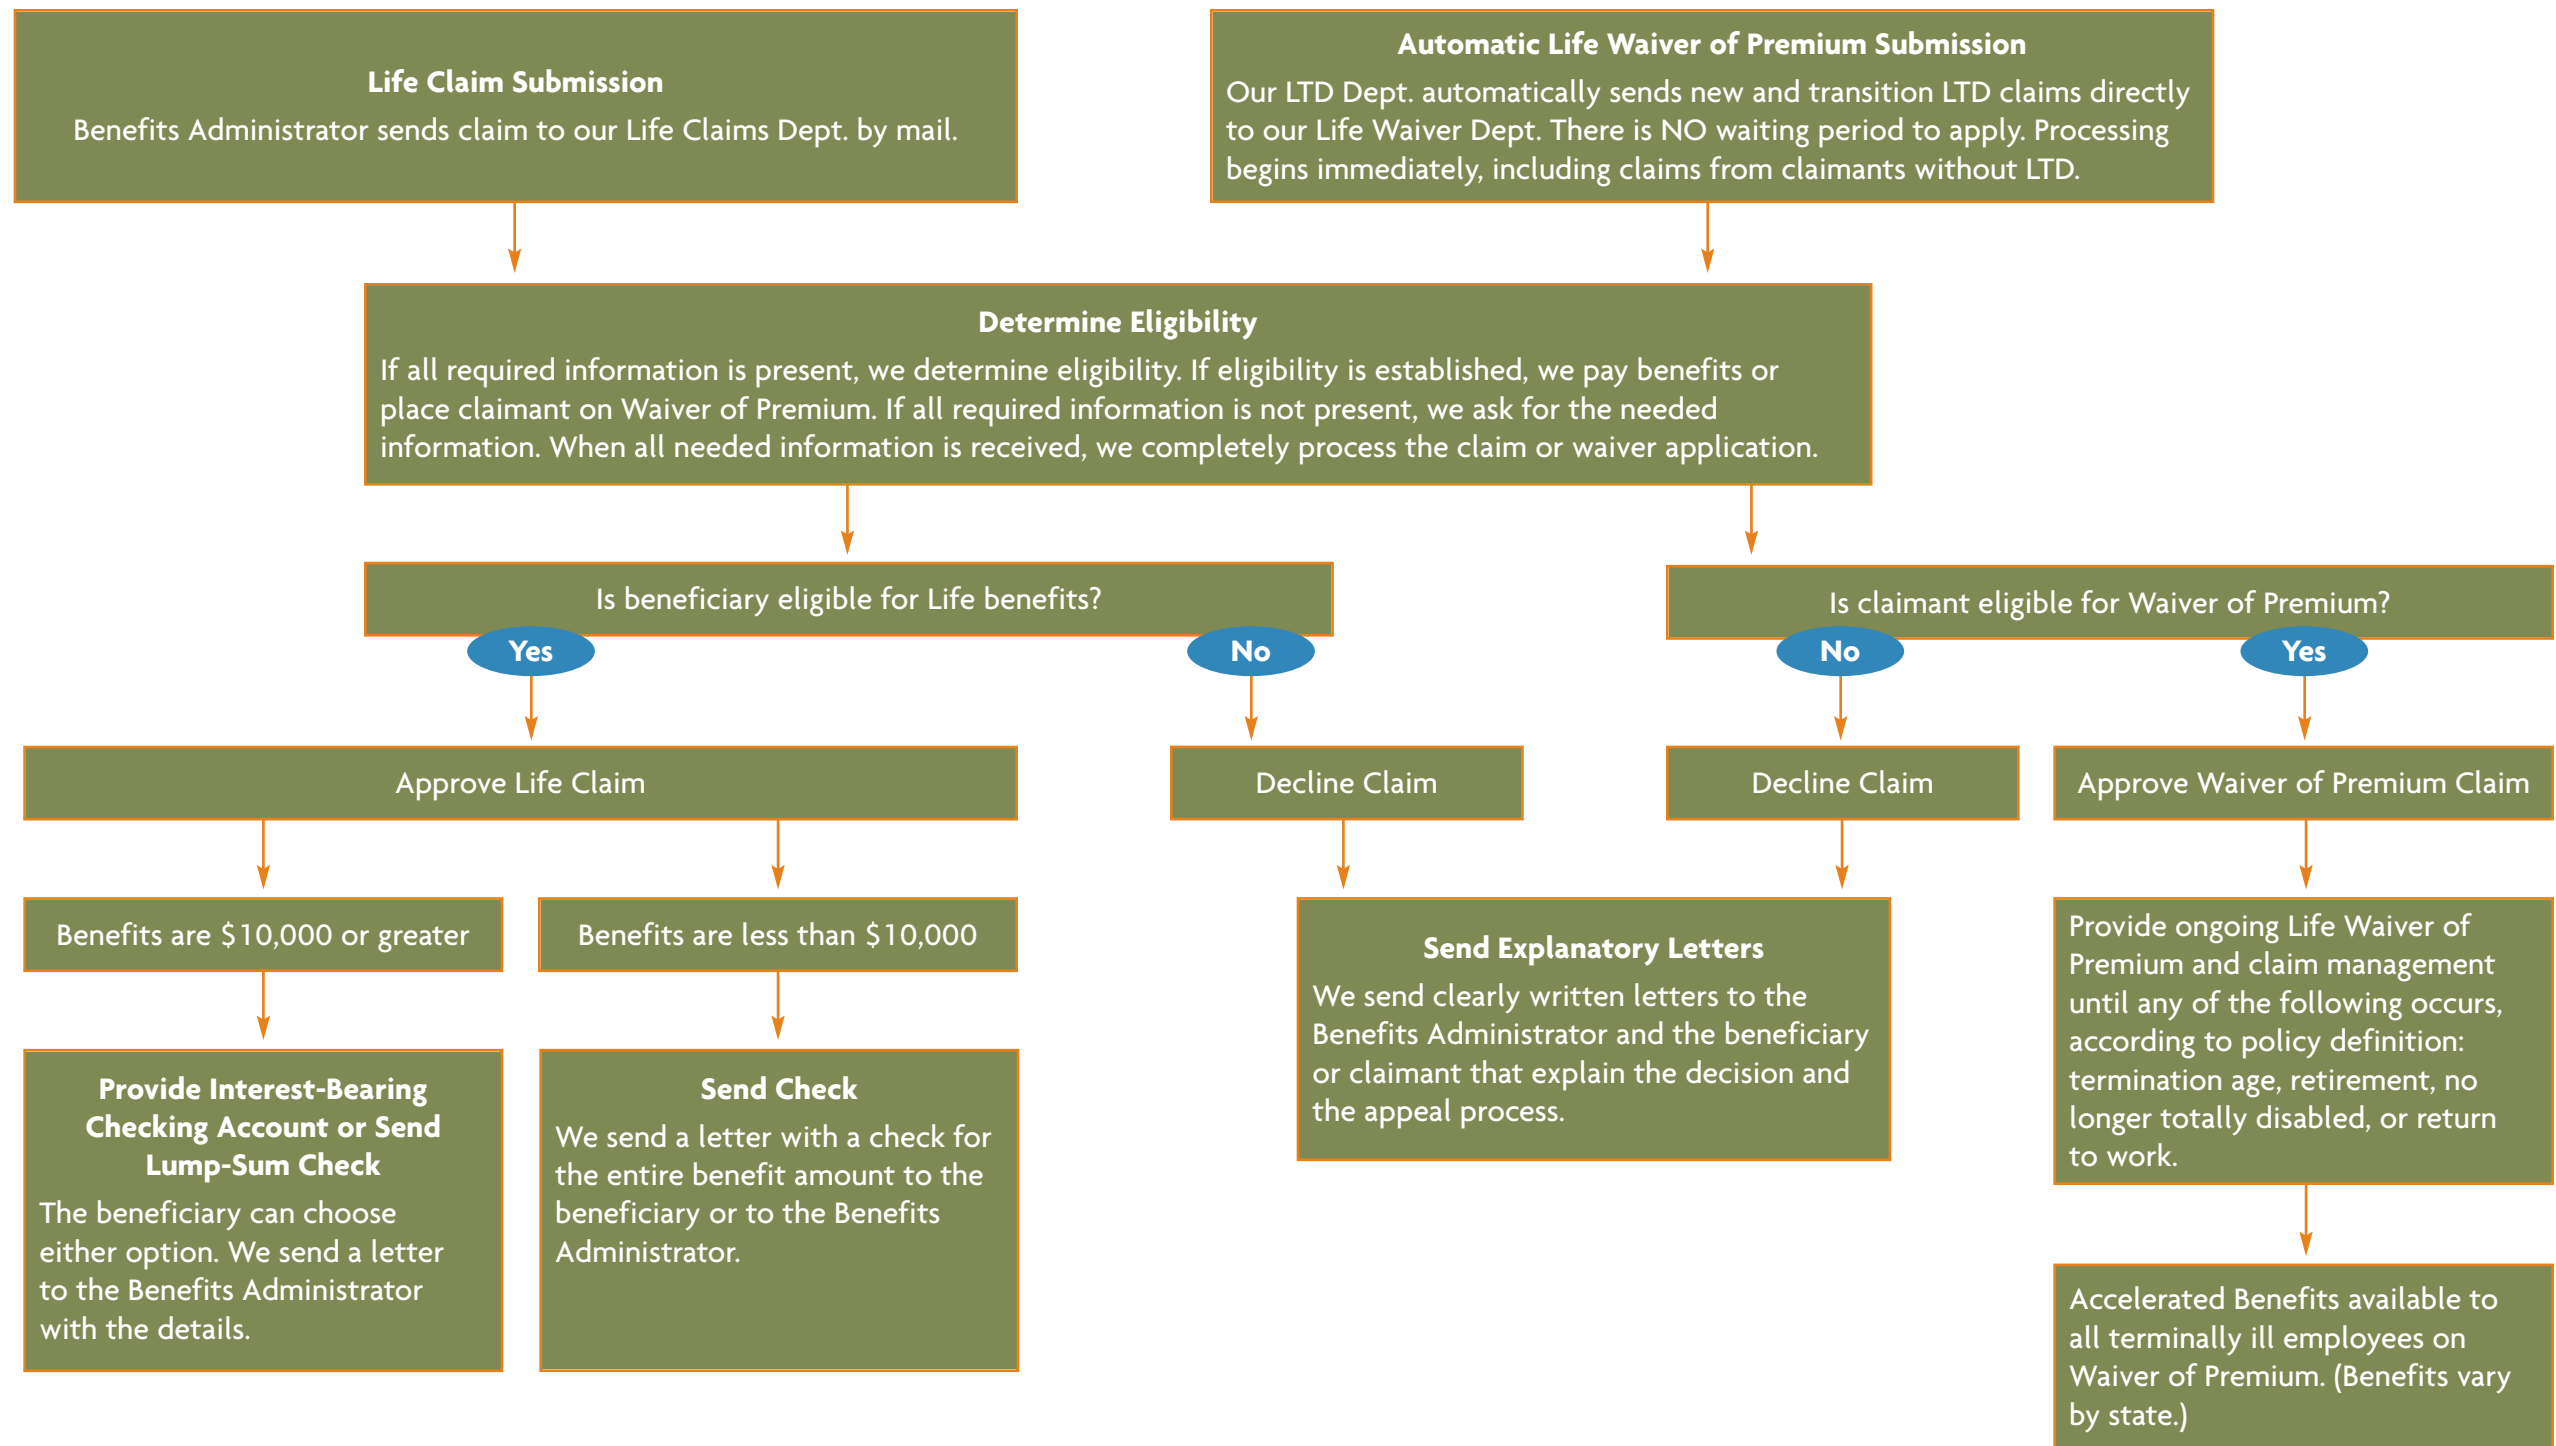 Life Claim Submission
Benefits Administrator sends claim to our Life Claims Dept. by mail.
Automatic Life Waiver of Premium Submission
Our LTD Dept. automatically sends new and transition LTD claims directly
to our Life Waiver Dept. There is NO waiting period to apply. Processing
begins immediately, including claims from claimants without LTD.
Determine Eligibility
If all required information is present, we determine eligibility. If eligibility is established, we pay benefits or
place claimant on Waiver of Premium. If all required information is not present, we ask for the needed
information. When all needed information is received, we completely process the claim or waiver application.
Is beneficiary eligible for Life benefits?
Is claimant eligible for Waiver of Premium?
Yes
No
No
Yes
Approve Life Claim
Decline Claim
Decline Claim
Approve Waiver of Premium Claim
Benefits are $10,000 or greater
Benefits are less than $10,000
Provide Interest-Bearing
Checking Account or Send
Lump-Sum Check
The beneficiary can choose
either option. We send a letter
to the Benefits Administrator
with the details.
Send Check
We send a letter with a check for
the entire benefit amount to the
beneficiary or to the Benefits
Administrator.
Send Explanatory Letters
We send clearly written letters to the
Benefits Administrator and the beneficiary
or claimant that explain the decision and
the appeal process.
Provide ongoing Life Waiver of
Premium and claim management
until any of the following occurs,
according to policy definition:
termination age, retirement, no
longer totally disabled, or return
to work.
Accelerated Benefits available to
all terminally ill employees on
Waiver of Premium. (Benefits vary
by state.)